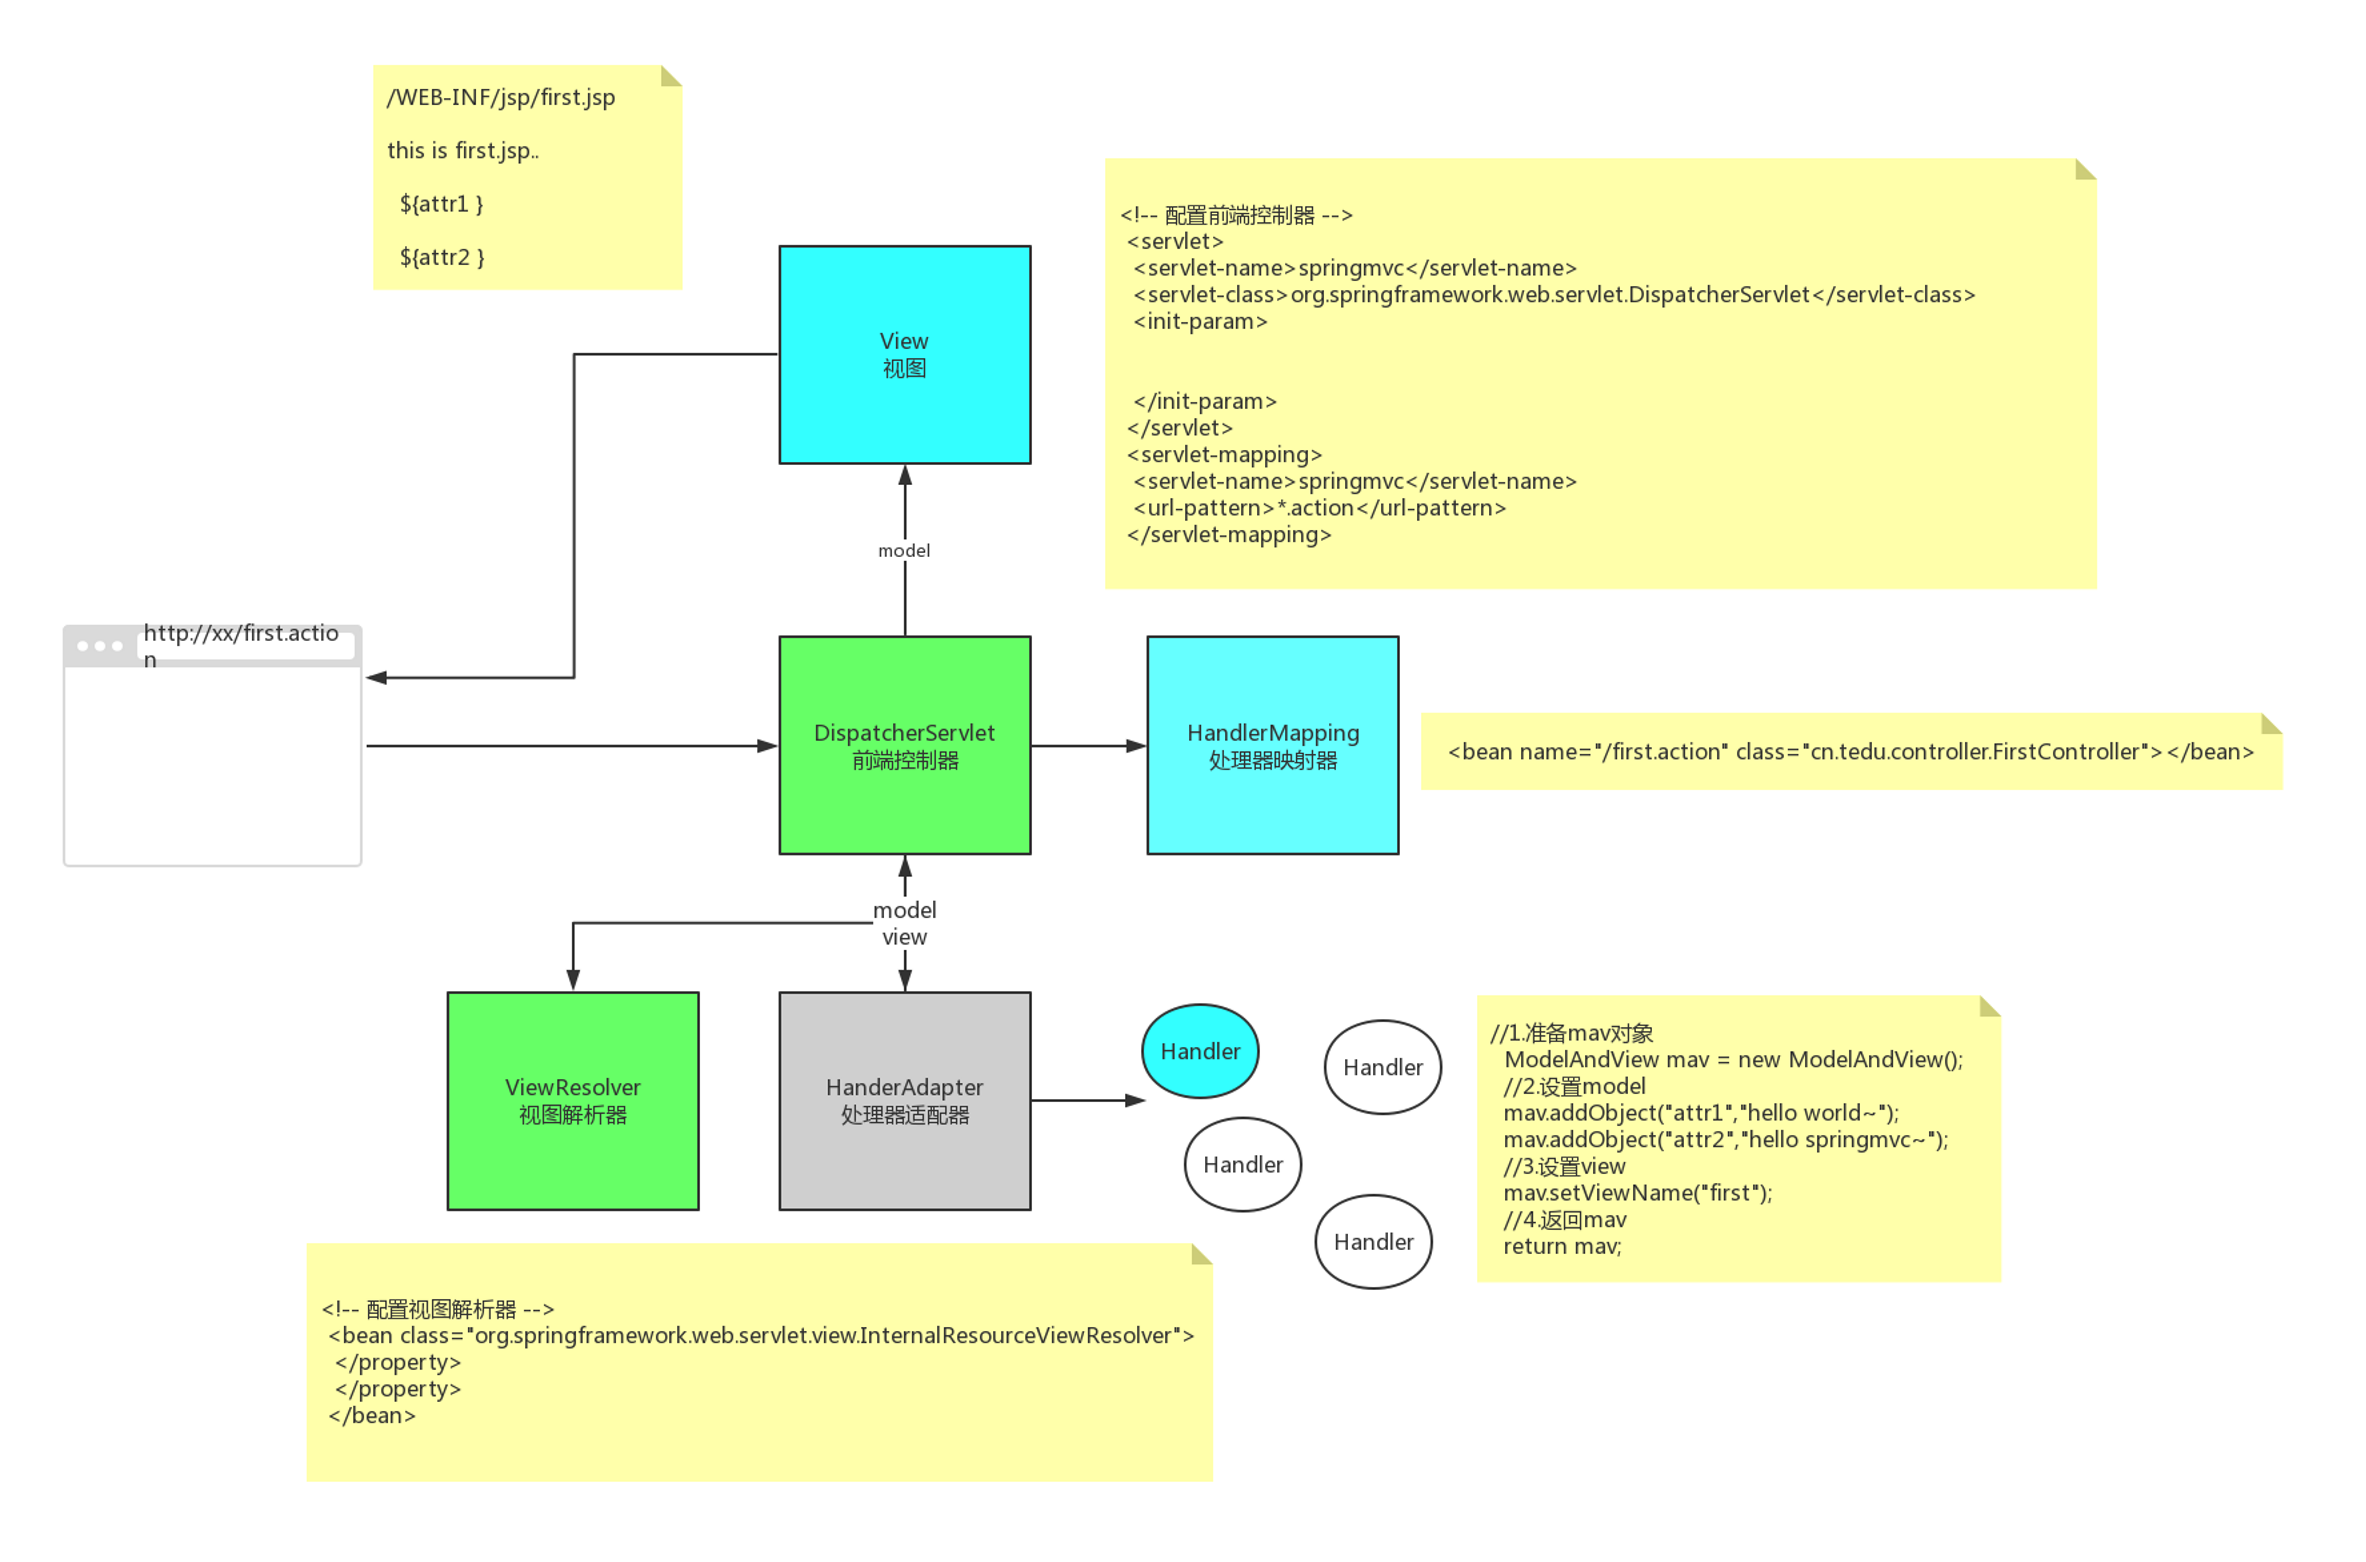 /WEB-INF/jsp/first.jsp
this is first.jsp..
${attr1 }
${attr2 }
<!-- 配置前端控制器 -->
<servlet>
<servlet-name>springmvc</servlet-name>
<servlet-class>org.springframework.web.servlet.DispatcherServlet</servlet-class>
<init-param>
</init-param>
</servlet>
<servlet-mapping>
<servlet-name>springmvc</servlet-name>
<url-pattern>*.action</url-pattern>
</servlet-mapping>
View
视图
model
http://xx/first.actio
n
DispatcherServlet
前端控制器
HandlerMapping
处理器映射器
<bean name="/first.action" class="cn.tedu.controller.FirstController"></bean>
model
view
ViewResolver
视图解析器
HanderAdapter
处理器适配器
Handler
Handler
Handler
Handler
//1.准备mav对象
ModelAndView mav = new ModelAndView();
//2.设置model
mav.addObject("attr1","hello world~");
mav.addObject("attr2","hello springmvc~");
//3.设置view
mav.setViewName("first");
//4.返回mav
return mav;
<!-- 配置视图解析器 -->
<bean class="org.springframework.web.servlet.view.InternalResourceViewResolver">
</property>
</property>
</bean>